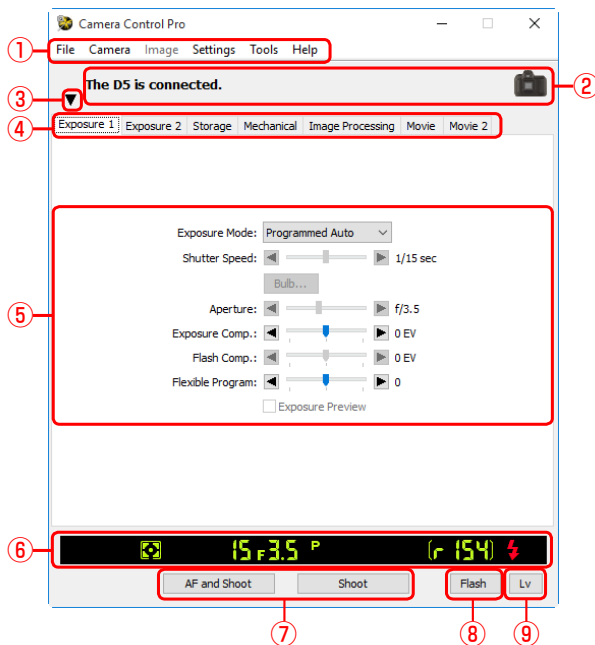 Camera Control Pro
① File Camera Image Settings Tools Help
The D5 is connected. ②
③ ▼
④ Exposure 1 Exposure 2 Storage Mechanical Image Processing Movie Movie 2
Exposure Mode: Programmed Auto
Shutter Speed: 1/15 sec
Bulb...
⑤ Aperture: f/3.5
Exposure Comp.: 0 EV
Flash Comp.: 0 EV
Flexible Program: 0
Exposure Preview
⑥ 15 F3.5 P (r 154)
AF and Shoot Shoot Flash Lv
⑦ ⑧ ⑨